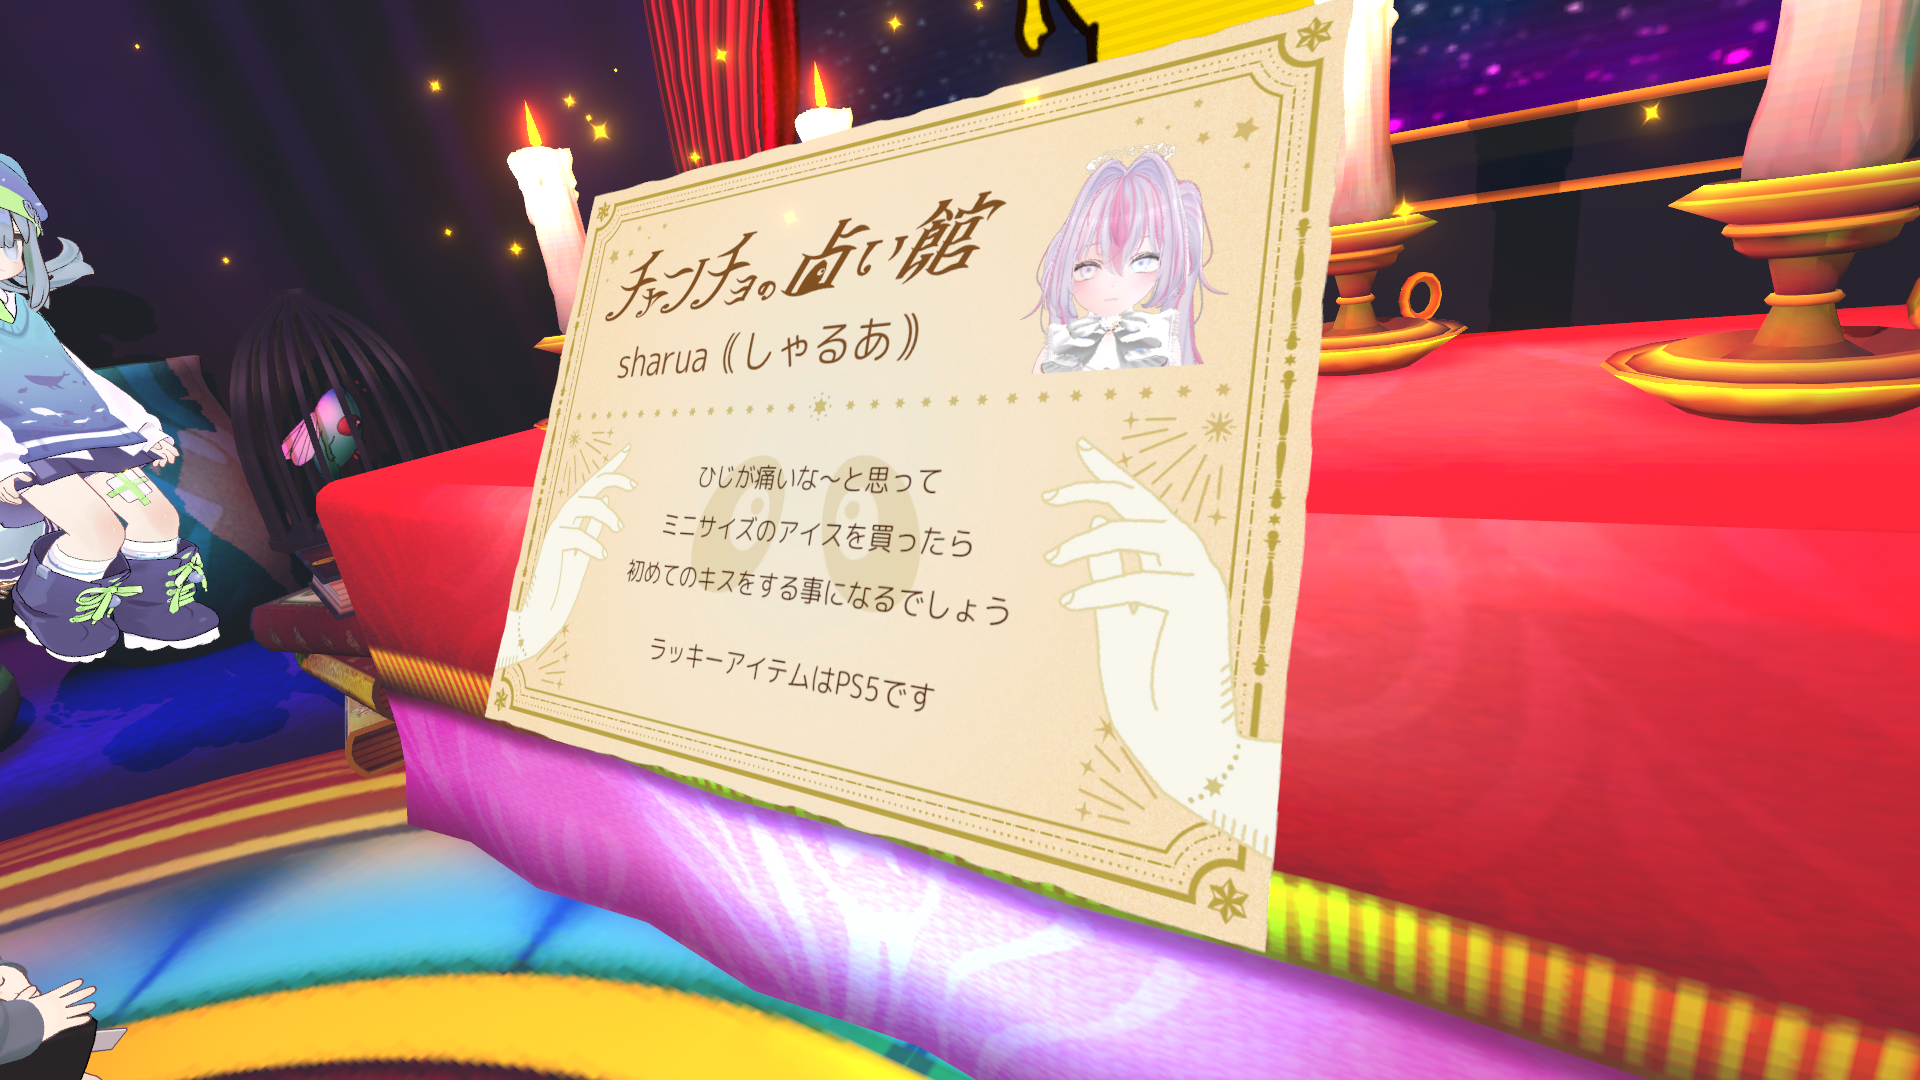 チャンチョの占い館
sharua《しゃるあ》
ひじが痛いな～と思って
ミニサイズのアイスを買ったら
初めてのキスをする事になるでしょう
ラッキーアイテムはPS5です